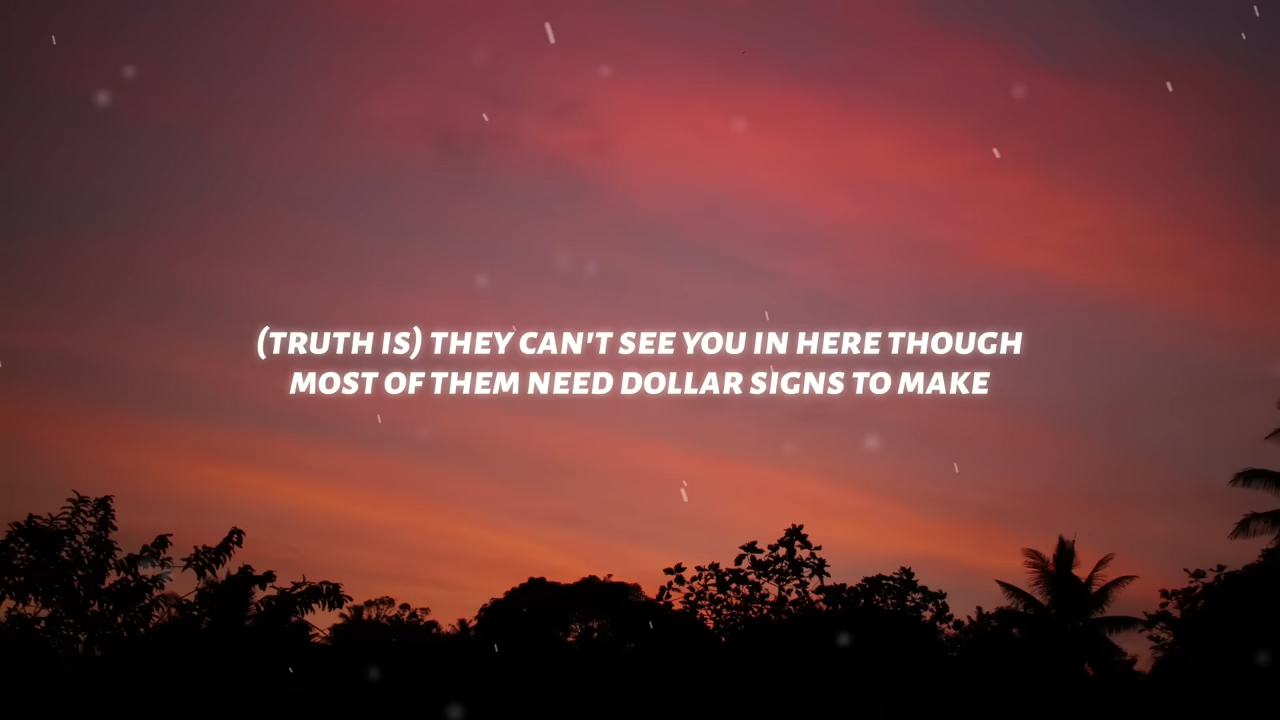 (TRUTH IS) THEY CAN'T SEE YOU IN HERE THOUGH
MOST OF THEM NEED DOLLAR SIGNS TO MAKE